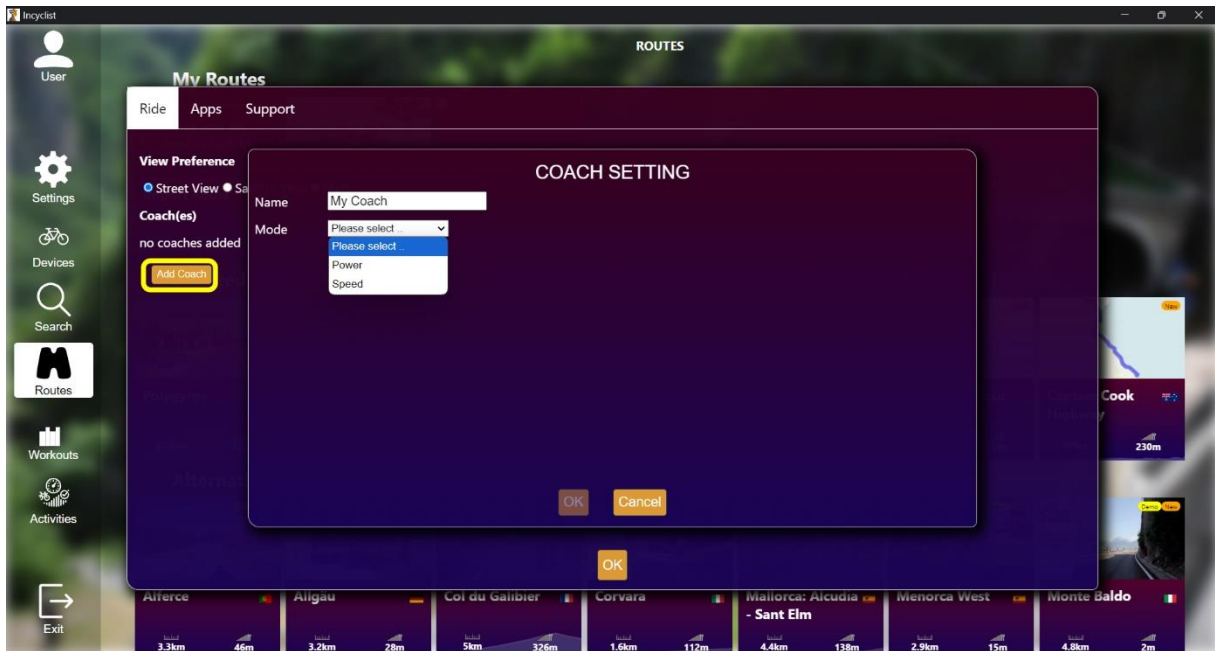 Incyclist
User
Settings
Devices
Search
Routes
Workouts
Activities
Exit
ROUTES
My Routes
Ride Apps Support
View Preference
Street View Sa
Coach(es)
no coaches added
Add Coach
COACH SETTING
Name My Coach
Mode Please select ..
Please select ..
Power
Speed
OK Cancel
OK
New
Cook
230m
Demo New
Alferce
3.3km 46m
Allgäu
3.2km 28m
Col du Galibier
5km 326m
Corvara
1.6km 112m
Mallorca: Alcudia
- Sant Elm
4.4km 138m
Menorca West
2.9km 15m
Monte Baldo
4.8km 2m